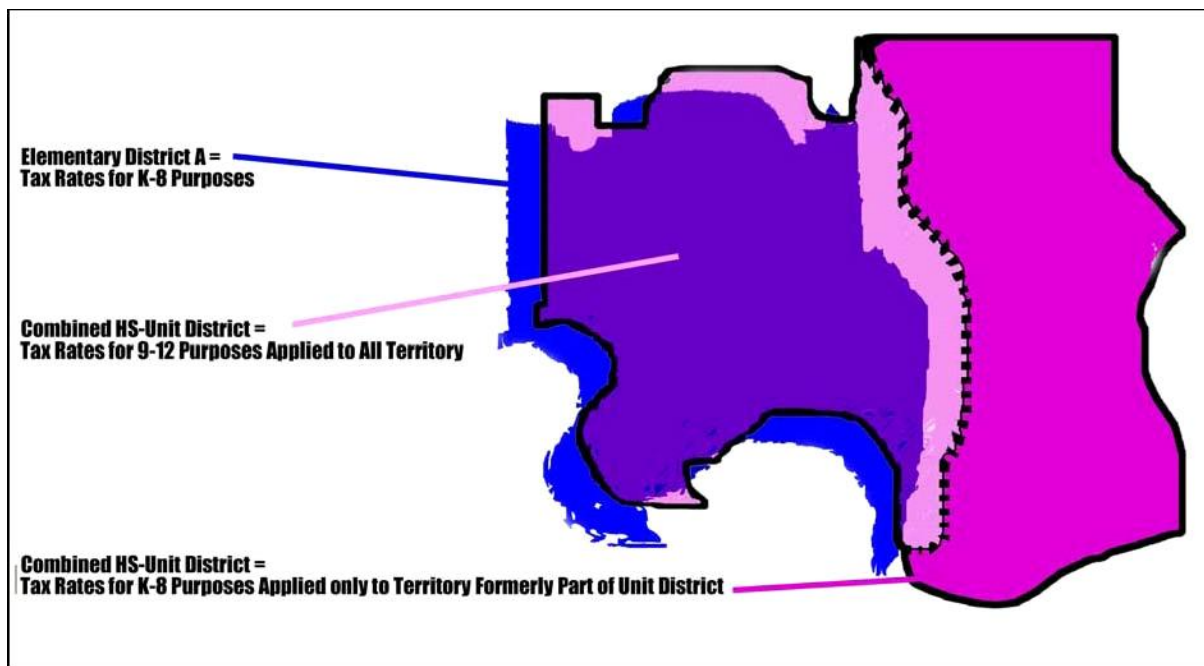 Elementary District A =
Tax Rates for K-8 Purposes
Combined HS-Unit District =
Tax Rates for 9-12 Purposes Applied to All Territory
Combined HS-Unit District =
Tax Rates for K-8 Purposes Applied only to Territory Formerly Part of Unit District